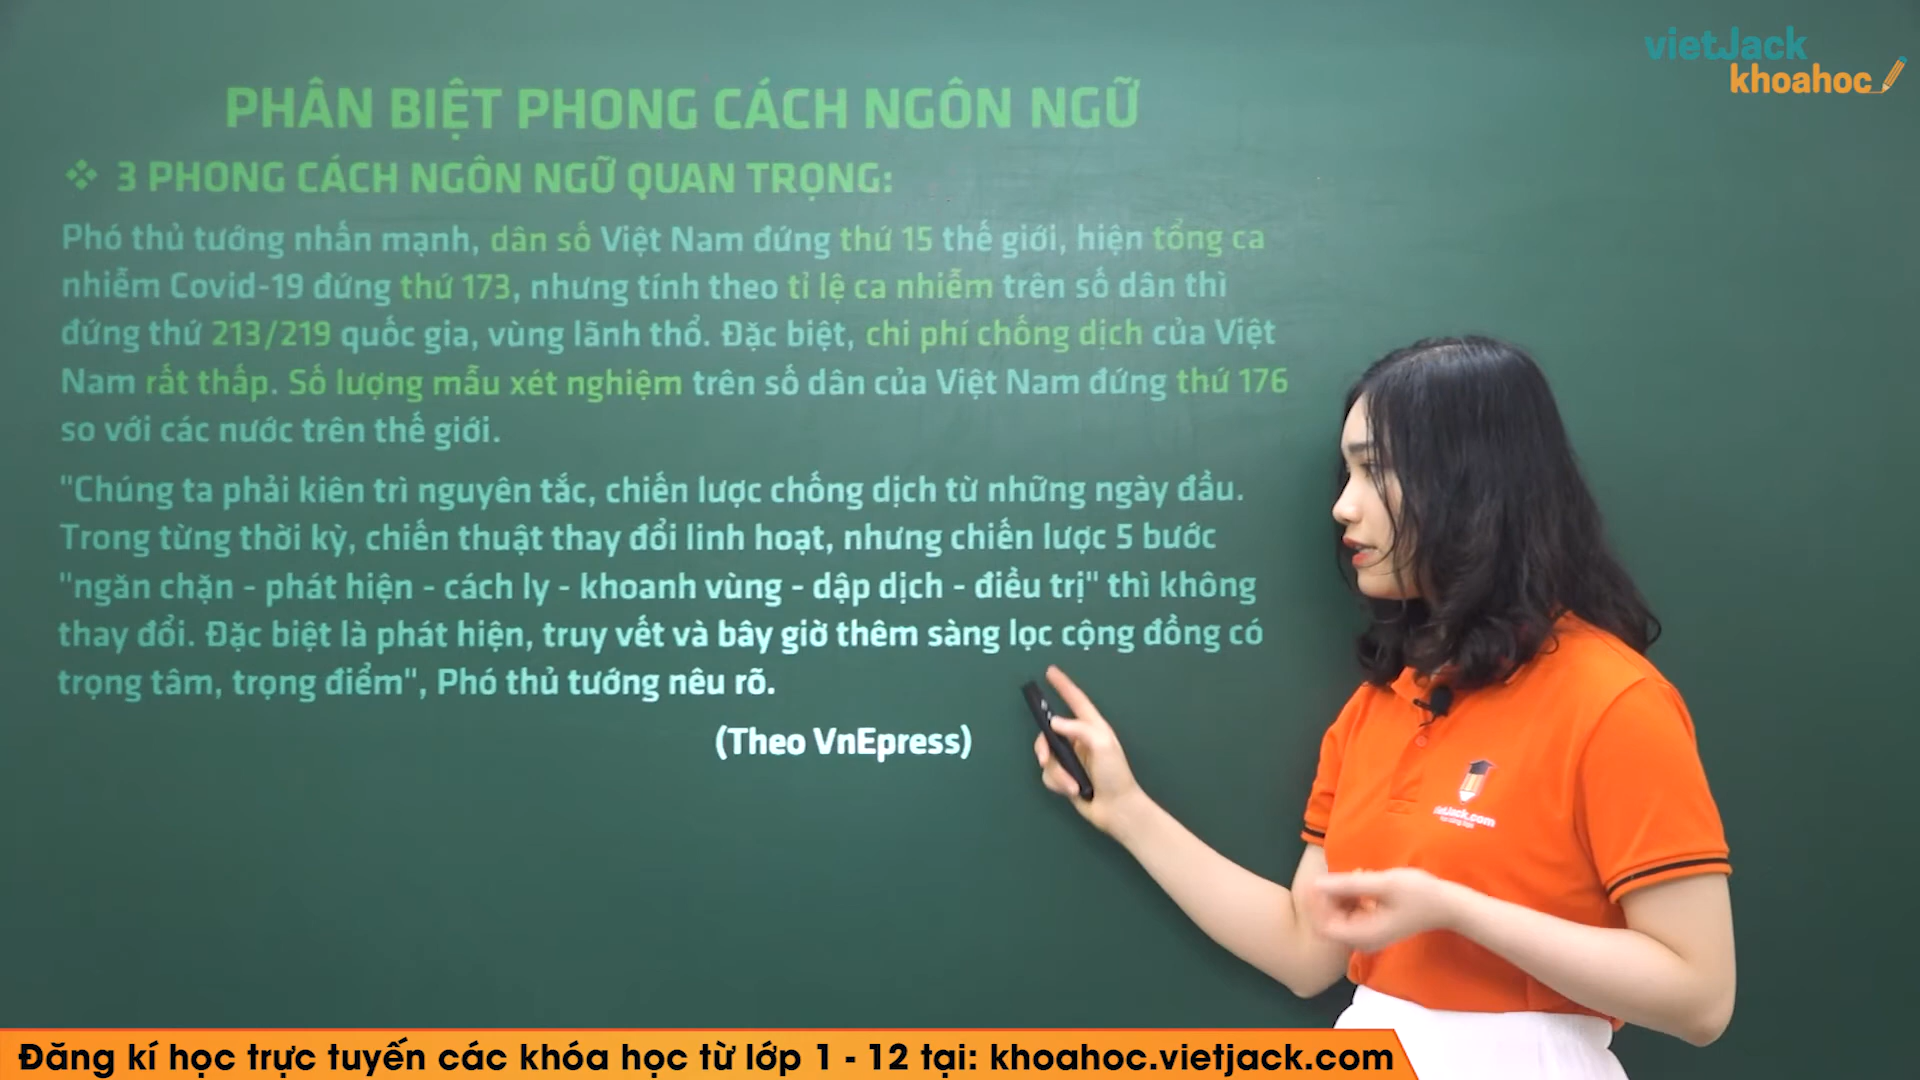 vietJack
khoahoc
PHÂN BIỆT PHONG CÁCH NGÔN NGỮ
❖ 3 PHONG CÁCH NGÔN NGỮ QUAN TRỌNG:
Phó thủ tướng nhấn mạnh, dân số Việt Nam đứng thứ 15 thế giới, hiện tổng ca
nhiễm Covid-19 đứng thứ 173, nhưng tính theo tỉ lệ ca nhiễm trên số dân thì
đứng thứ 213/219 quốc gia, vùng lãnh thổ. Đặc biệt, chi phí chống dịch của Việt
Nam rất thấp. Số lượng mẫu xét nghiệm trên số dân của Việt Nam đứng thứ 176
so với các nước trên thế giới.
"Chúng ta phải kiên trì nguyên tắc, chiến lược chống dịch từ những ngày đầu.
Trong từng thời kỳ, chiến thuật thay đổi linh hoạt, nhưng chiến lược 5 bước
"ngăn chặn - phát hiện - cách ly - khoanh vùng - dập dịch - điều trị" thì không
thay đổi. Đặc biệt là phát hiện, truy vết và bây giờ thêm sàng lọc cộng đồng có
trọng tâm, trọng điểm", Phó thủ tướng nêu rõ.
(Theo VnEpress)
vietJack.com
Đăng kí học trực tuyến các khóa học từ lớp 1 - 12 tại: khoahoc.vietjack.com